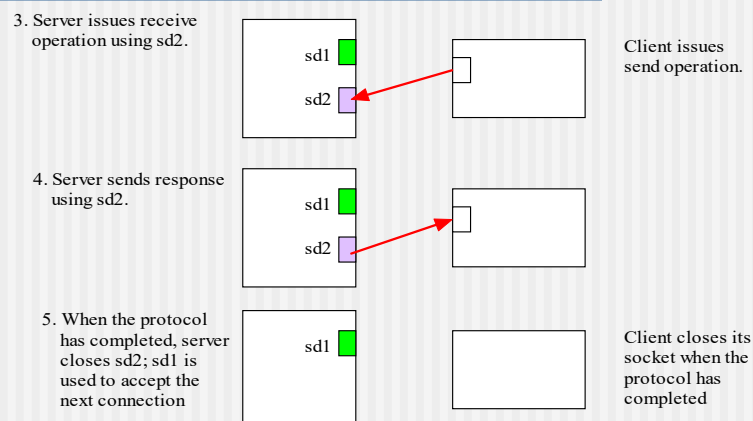 3. Server issues receive
operation using sd2.
sd1
sd2
Client issues
send operation.
4. Server sends response
using sd2.
sd1
sd2
5. When the protocol
has completed, server
closes sd2; sd1 is
used to accept the
next connection
sd1
Client closes its
socket when the
protocol has
completed